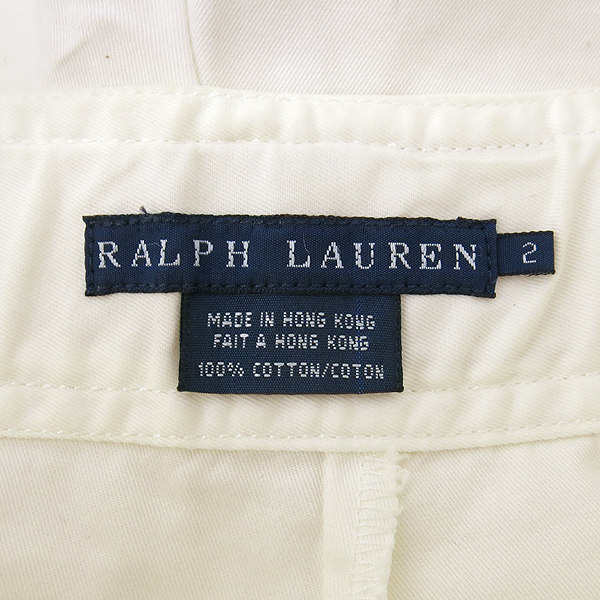 RALPH LAUREN 2
MADE IN HONG KONG
FAIT A HONG KONG
100% COTTON/COTON